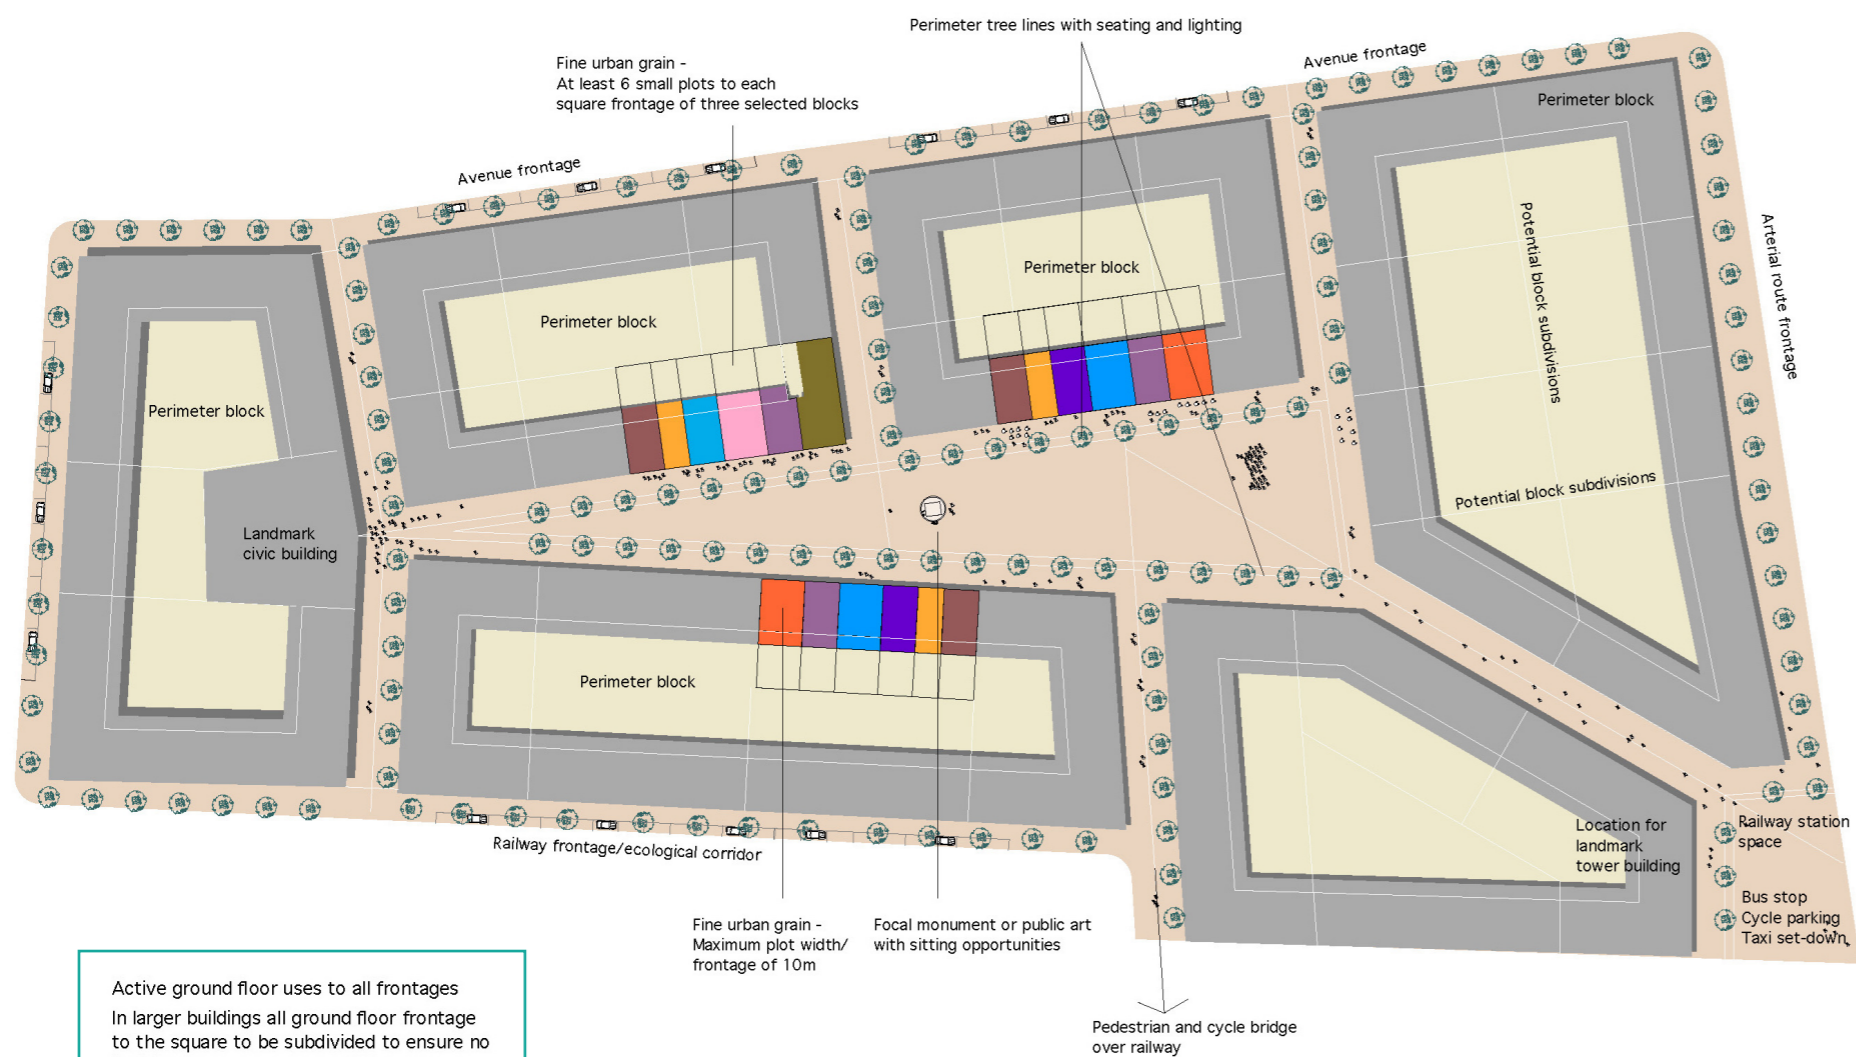 Perimeter tree lines with seating and lighting
Fine urban grain -
At least 6 small plots to each
square frontage of three selected blocks
Avenue frontage
Avenue frontage
Perimeter block
Perimeter block
Perimeter block
Perimeter block
Potential block subdivisions
Arterial route frontage
Potential block subdivisions
Landmark
civic building
Perimeter block
Railway frontage/ecological corridor
Location for
landmark
tower building
Railway station
space
Bus stop
Cycle parking
Taxi set-down
Fine urban grain -
Maximum plot width/
frontage of 10m
Focal monument or public art
with sitting opportunities
Pedestrian and cycle bridge
over railway
Active ground floor uses to all frontages
In larger buildings all ground floor frontage
to the square to be subdivided to ensure no